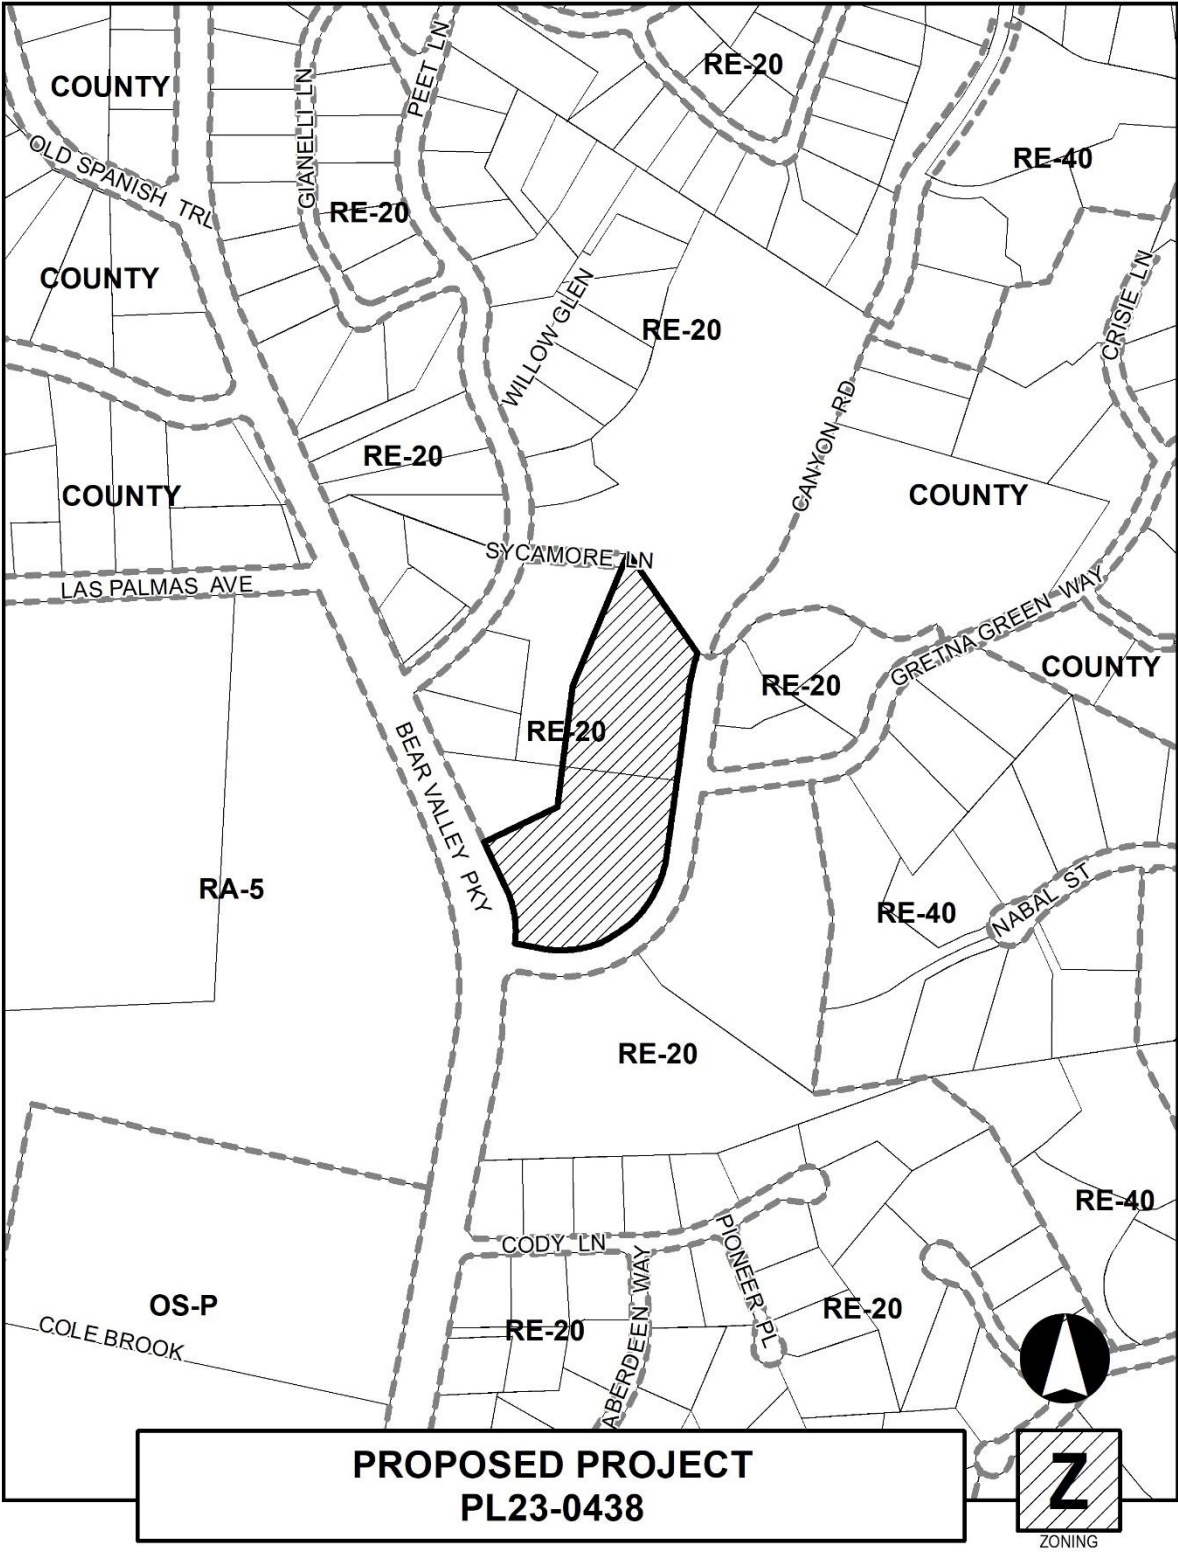 PEET LN
RE-20
COUNTY
GIANELLI LN
OLD SPANISH TRL
RE-40
RE-20
COUNTY
CRISIE LN
WILLOW GLEN
RE-20
CANYON RD
RE-20
COUNTY
COUNTY
SYCAMORE LN
LAS PALMAS AVE
GRETNA GREEN WAY
COUNTY
RE-20
RE-20
BEAR VALLEY PKY
RA-5
RE-40
NABAL ST
RE-20
RE-40
CODY LN
PIONEER PL
ABERDEEN WAY
OS-P
RE-20
RE-20
COLE BROOK
PROPOSED PROJECT
PL23-0438
Z
ZONING